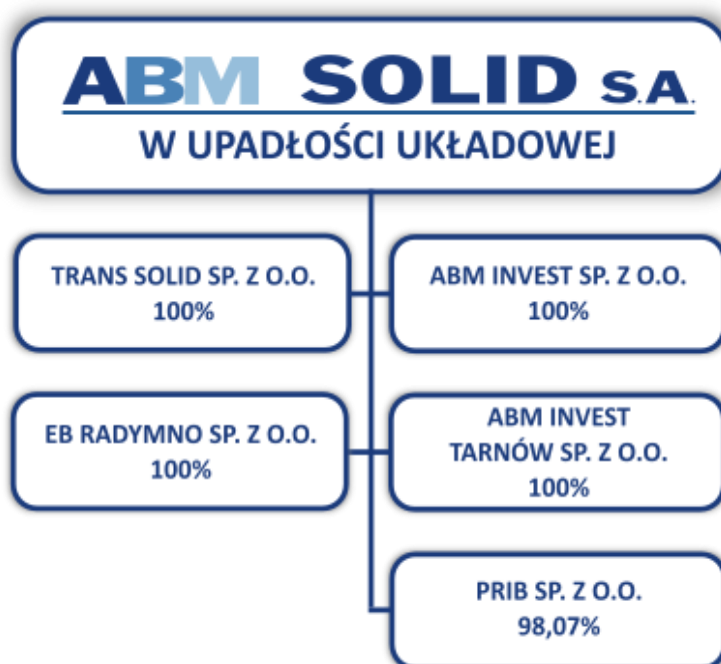 ABM SOLID S.A.
W UPADŁOŚCI UKŁADOWEJ
TRANS SOLID SP. Z O.O.
100%
ABM INVEST SP. Z O.O.
100%
EB RADYMNO SP. Z O.O.
100%
ABM INVEST
TARNÓW SP. Z O.O.
100%
PRIB SP. Z O.O.
98,07%